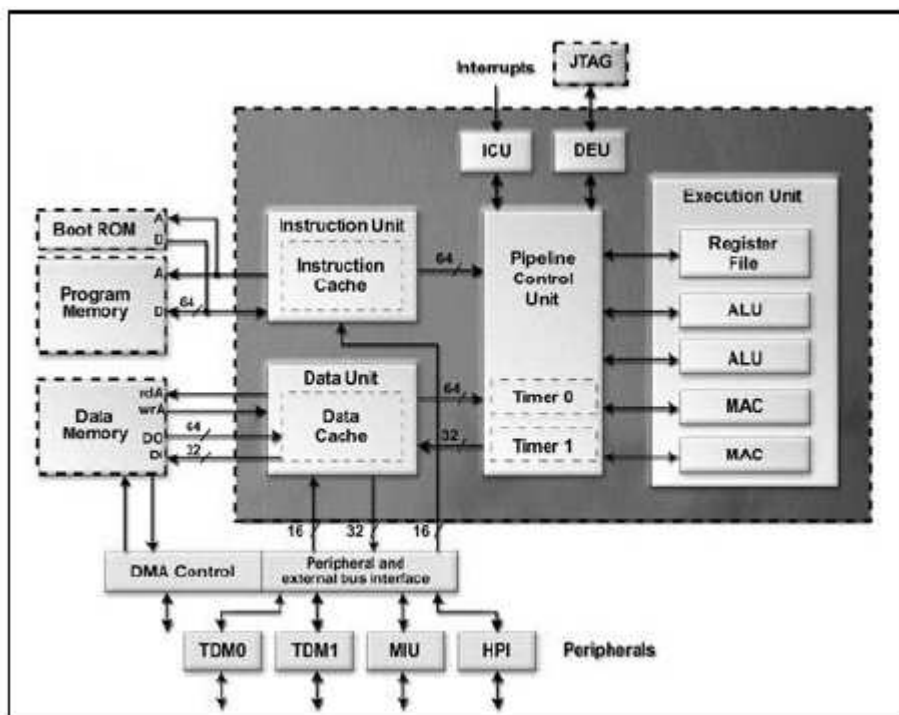 Interrupts
JTAG
ICU
DEU
Execution Unit
Boot ROM
A
D
Instruction Unit
Instruction
Cache
64
Pipeline
Control
Unit
Register
File
Program
Memory
A
64
D
ALU
ALU
Data Unit
Data
Cache
64
32
Timer 0
Timer 1
MAC
MAC
Data
Memory
rdA
wrA
DO
64
DI
32
16
32
16
DMA Control
Peripheral and
external bus interface
TDM0
TDM1
MIU
HPI
Peripherals